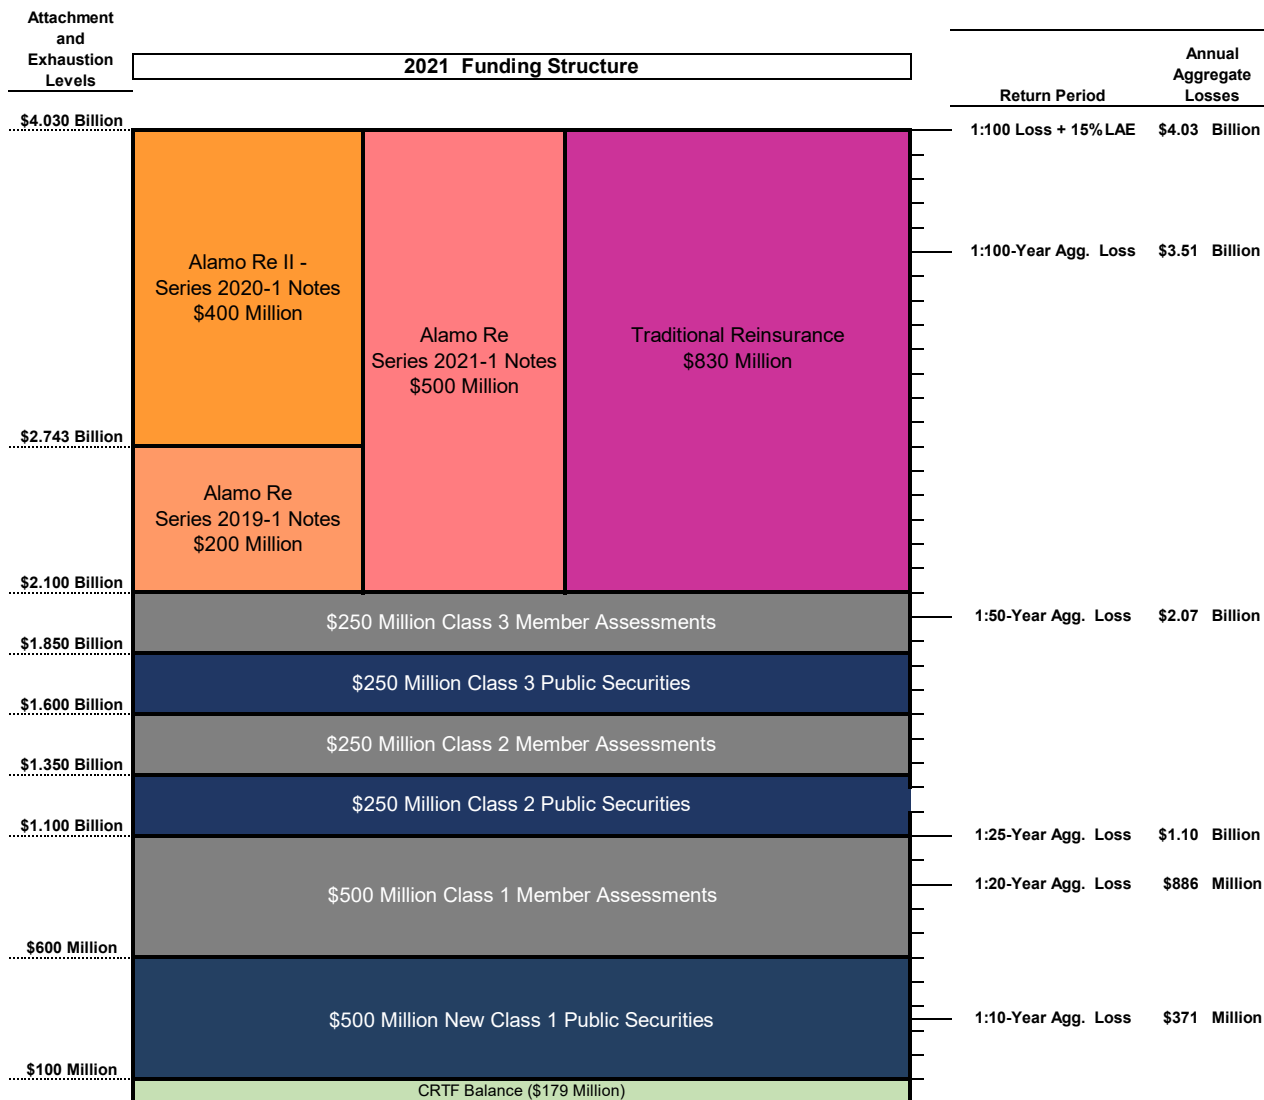 Attachment
and
Exhaustion
Levels
2021 Funding Structure
Return Period
Annual
Aggregate
Losses
$4.030 Billion
1:100 Loss + 15% LAE $4.03 Billion
1:100-Year Agg. Loss $3.51 Billion
Alamo Re II -
Series 2020-1 Notes
$400 Million
Alamo Re
Series 2021-1 Notes
$500 Million
Traditional Reinsurance
$830 Million
$2.743 Billion
Alamo Re
Series 2019-1 Notes
$200 Million
$2.100 Billion
$250 Million Class 3 Member Assessments
1:50-Year Agg. Loss $2.07 Billion
$1.850 Billion
$250 Million Class 3 Public Securities
$1.600 Billion
$250 Million Class 2 Member Assessments
$1.350 Billion
$250 Million Class 2 Public Securities
$1.100 Billion
1:25-Year Agg. Loss $1.10 Billion
1:20-Year Agg. Loss $886 Million
$500 Million Class 1 Member Assessments
$600 Million
$500 Million New Class 1 Public Securities
1:10-Year Agg. Loss $371 Million
$100 Million
CRTF Balance ($179 Million)